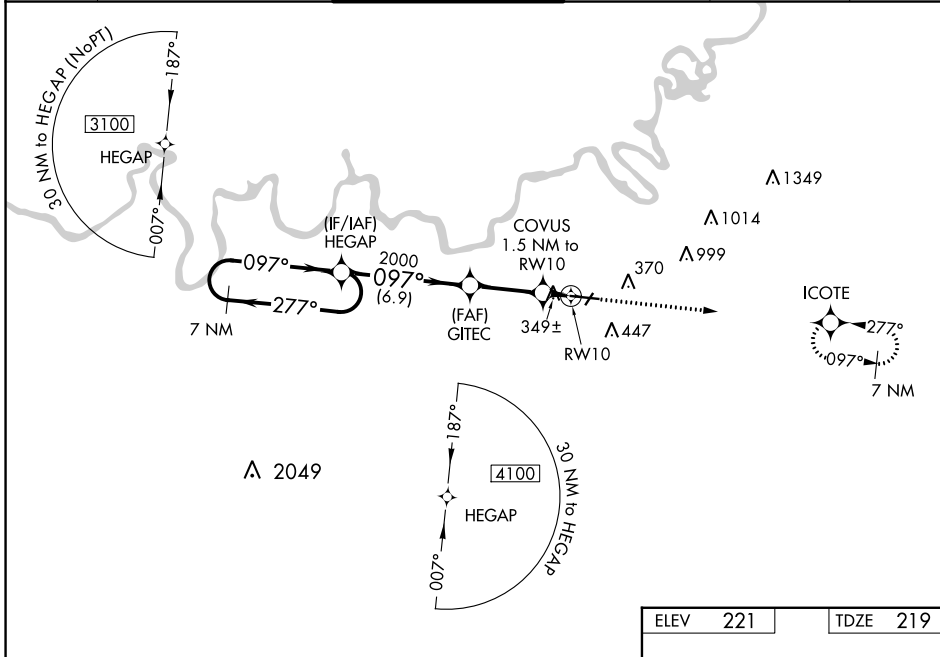 30 NM to HEGAP (NoPT)
187°
3100
HEGAP
007°
1349
1014
999
370
447
(IF/IAF)
HEGAP
097°
277°
7 NM
2000
097°
(6.9)
(FAF)
GITEC
COVUS
1.5 NM to
RW10
349±
RW10
ICOTE
277°
097°
7 NM
2049
187°
4100
HEGAP
007°
30 NM to HEGAP
ELEV 221
TDZE 219